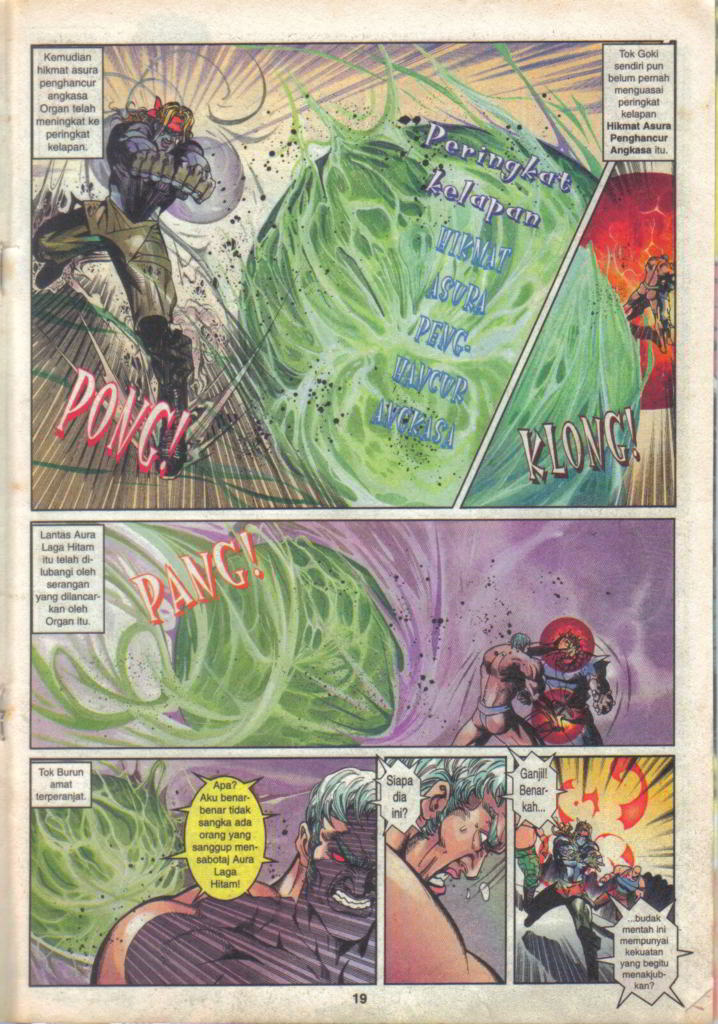 Kemudian
hikmat asura
penghancur
angkasa
Organ telah
meningkat ke
peringkat
kelapan.
Peringkat
kelapan
HIKMAT
ASURA
PENG-
HANCUR
ANGKASA
PONG!
Tok Goki
sendiri pun
belum pernah
menguasai
peringkat
kelapan
Hikmat Asura
Penghancur
Angkasa itu.
KLONG!
Lantas Aura
Laga Hitam
itu telah di-
lubangi oleh
serangan
yang dilancar-
kan oleh
Organ itu.
PANG!
Tok Burun
amat
terperanjat.
Apa?
Aku benar-
benar tidak
sangka ada
orang yang
sanggup men-
sabotaj Aura
Laga
Hitam!
Siapa
dia
ini?
Ganjil!
Benar-
kah...
...budak
mentah ini
mempunyai
kekuatan
yang begitu
menakjub-
kan?
19